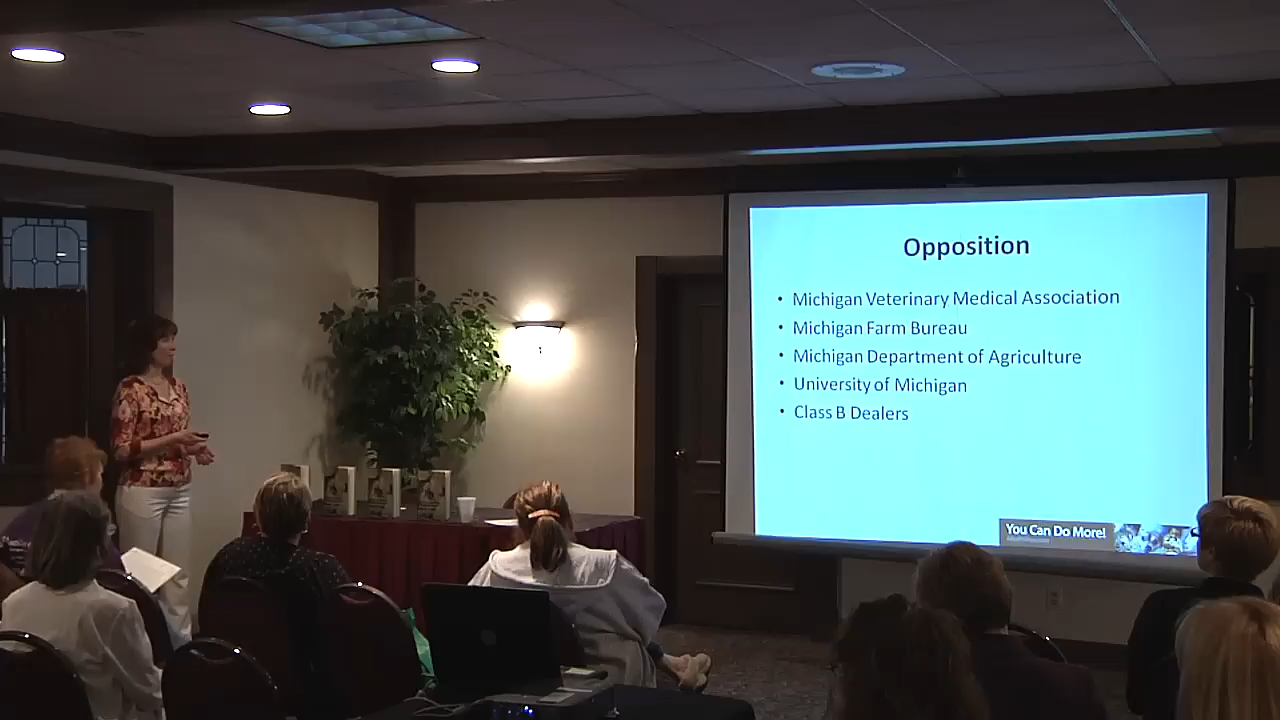 Opposition
• Michigan Veterinary Medical Association
• Michigan Farm Bureau
• Michigan Department of Agriculture
• University of Michigan
• Class B Dealers
You Can Do More!